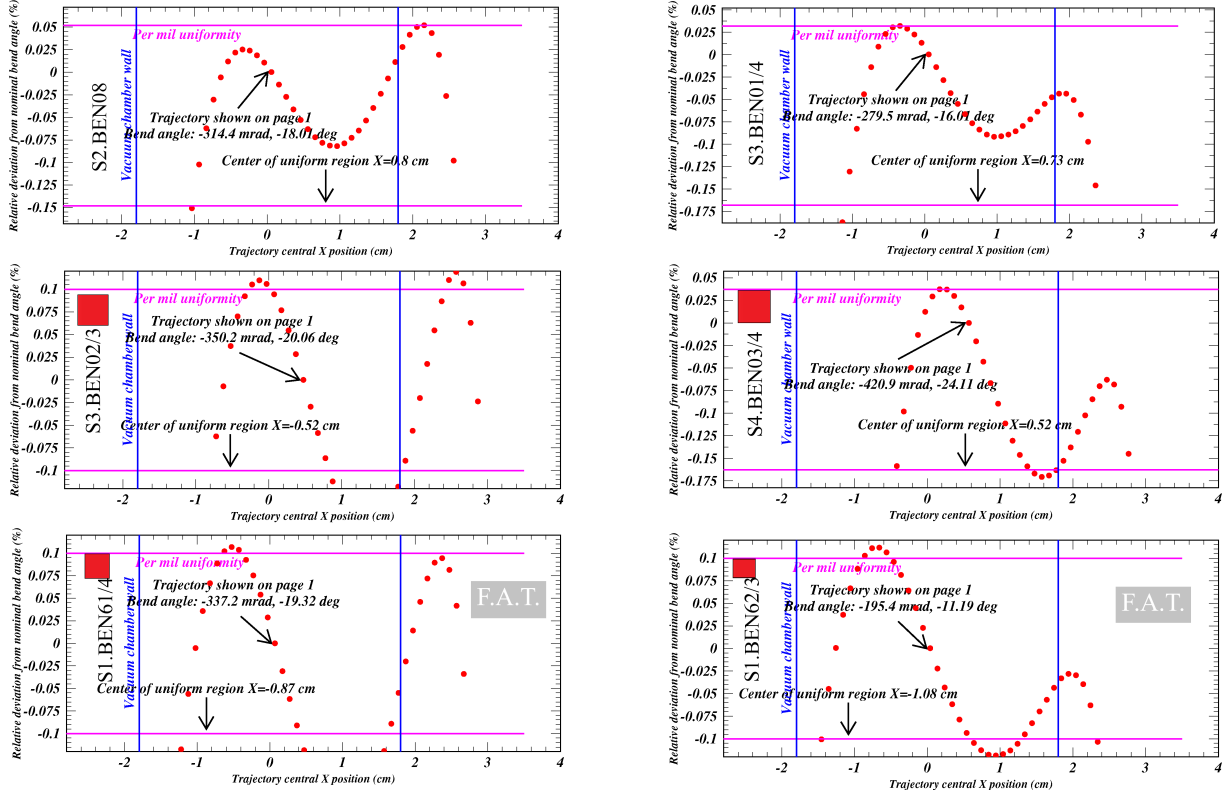 Relative deviation from nominal bend angle (%)
S2.BEN08
0.05
0.025
0
-0.025
-0.05
-0.075
-0.1
-0.125
-0.15
Vacuum chamber wall
Per mil uniformity
Trajectory shown on page 1
Bend angle: -314.4 mrad, -18.01 deg
Center of uniform region X=0.8 cm
-2 -1 0 1 2 3 4
Trajectory central X position (cm)
Relative deviation from nominal bend angle (%)
S3.BEN01/4
0.05
0.025
0
-0.025
-0.05
-0.075
-0.1
-0.125
-0.15
-0.175
Vacuum chamber wall
Per mil uniformity
Trajectory shown on page 1
Bend angle: -279.5 mrad, -16.01 deg
Center of uniform region X=0.73 cm
-2 -1 0 1 2 3 4
Trajectory central X position (cm)
Relative deviation from nominal bend angle (%)
S3.BEN02/3
0.1
0.075
0.05
0.025
0
-0.025
-0.05
-0.075
-0.1
Vacuum chamber wall
Per mil uniformity
Trajectory shown on page 1
Bend angle: -350.2 mrad, -20.06 deg
Center of uniform region X=-0.52 cm
-2 -1 0 1 2 3 4
Trajectory central X position (cm)
Relative deviation from nominal bend angle (%)
S4.BEN03/4
0.05
0.025
0
-0.025
-0.05
-0.075
-0.1
-0.125
-0.15
-0.175
Vacuum chamber wall
Per mil uniformity
Trajectory shown on page 1
Bend angle: -420.9 mrad, -24.11 deg
Center of uniform region X=0.52 cm
-2 -1 0 1 2 3 4
Trajectory central X position (cm)
Relative deviation from nominal bend angle (%)
S1.BEN61/4
0.1
0.075
0.05
0.025
0
-0.025
-0.05
-0.075
-0.1
Vacuum chamber wall
Per mil uniformity
Trajectory shown on page 1
Bend angle: -337.2 mrad, -19.32 deg
F.A.T.
Center of uniform region X=-0.87 cm
-2 -1 0 1 2 3 4
Trajectory central X position (cm)
Relative deviation from nominal bend angle (%)
S1.BEN62/3
0.1
0.075
0.05
0.025
0
-0.025
-0.05
-0.075
-0.1
Vacuum chamber wall
Per mil uniformity
Trajectory shown on page 1
Bend angle: -195.4 mrad, -11.19 deg
F.A.T.
Center of uniform region X=-1.08 cm
-2 -1 0 1 2 3 4
Trajectory central X position (cm)